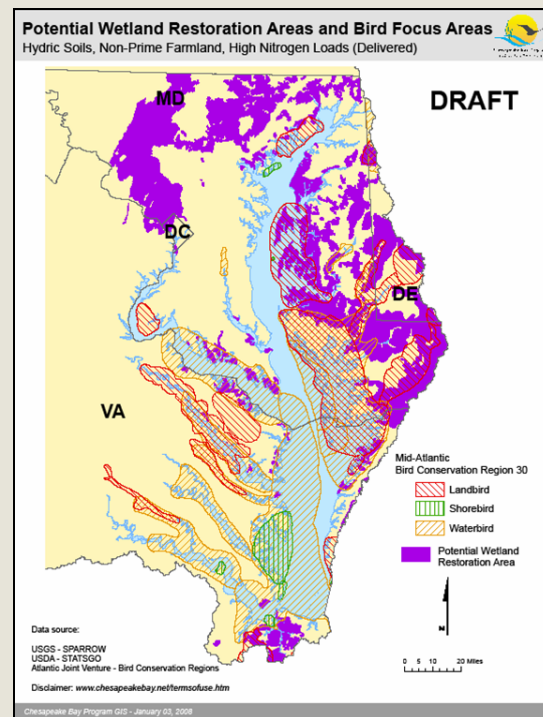 Potential Wetland Restoration Areas and Bird Focus Areas
Hydric Soils, Non-Prime Farmland, High Nitrogen Loads (Delivered)
DRAFT
MD
DC
DE
VA
Mid-Atlantic
Bird Conservation Region 30
Landbird
Shorebird
Waterbird
Potential Wetland
Restoration Area
N
0 5 10 20 Miles
Data source:
USGS - SPARROW
USDA - STATSGO
Atlantic Joint Venture - Bird Conservation Regions
Disclaimer: www.chesapeakebay.net/termsofuse.htm
Chesapeake Bay Program GIS - January 03, 2008